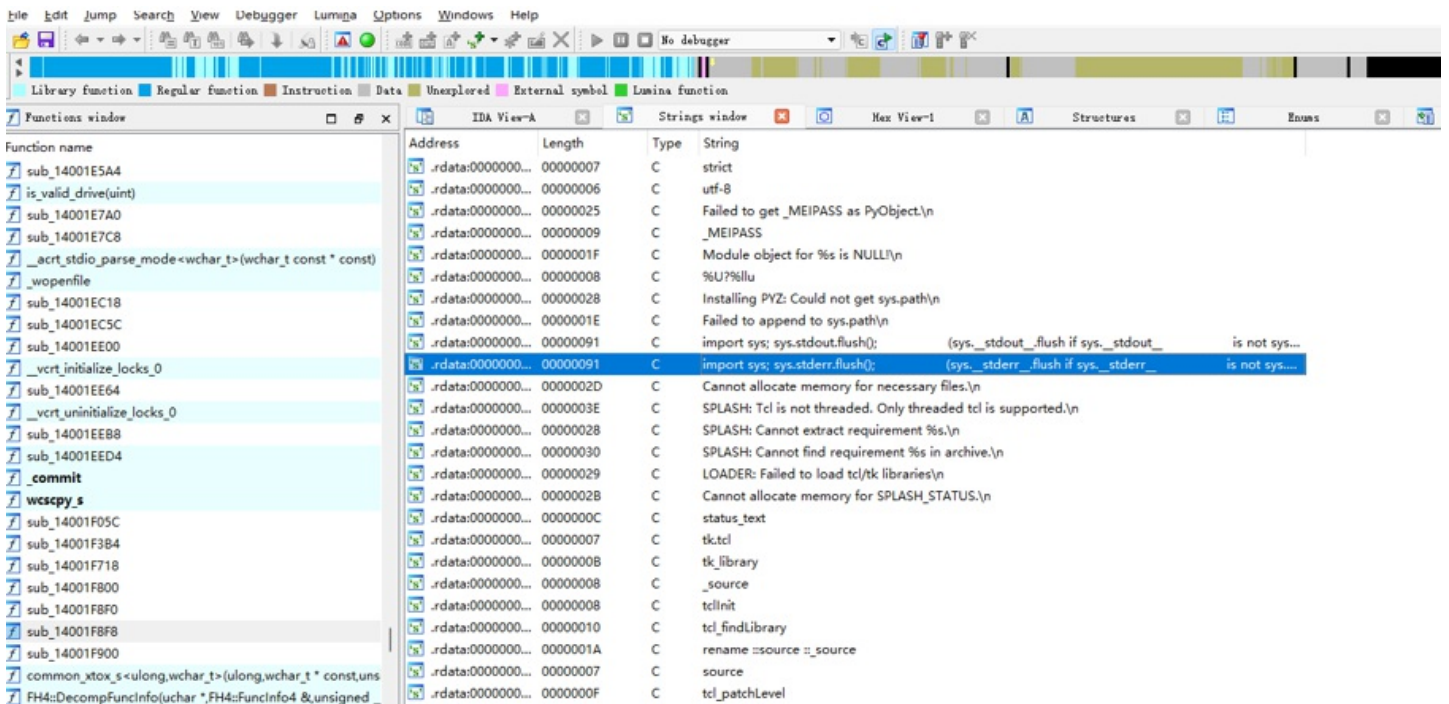 File Edit Jump Search View Debugger Lumina Options Windows Help
No debugger
Library function Regular function Instruction Data Unexplored External symbol Lumina function
Functions window IDA View-A Strings window Hex View-1 Structures Enums
Function name
sub_14001E5A4
is_valid_drive(uint)
sub_14001E7A0
sub_14001E7C8
__acrt_stdio_parse_mode<wchar_t>(wchar_t const * const)
_wopenfile
sub_14001EC18
sub_14001EC5C
sub_14001EE00
__vcrt_initialize_locks_0
sub_14001EE64
__vcrt_uninitialize_locks_0
sub_14001EEB8
sub_14001EED4
_commit
wcscpy_s
sub_14001F05C
sub_14001F3B4
sub_14001F718
sub_14001F800
sub_14001F8F0
sub_14001F8F8
sub_14001F900
common_xtox_s<ulong,wchar_t>(ulong,wchar_t * const,uns
FH4::DecompFuncInfo(uchar *,FH4::FuncInfo4 &,unsigned _
Address Length Type String
.rdata:0000000... 00000007 C strict
.rdata:0000000... 00000006 C utf-8
.rdata:0000000... 00000025 C Failed to get _MEIPASS as PyObject.\n
.rdata:0000000... 00000009 C _MEIPASS
.rdata:0000000... 0000001F C Module object for %s is NULL!\n
.rdata:0000000... 00000008 C %U?%llu
.rdata:0000000... 00000028 C Installing PYZ: Could not get sys.path\n
.rdata:0000000... 0000001E C Failed to append to sys.path\n
.rdata:0000000... 00000091 C import sys; sys.stdout.flush(); (sys.__stdout__.flush if sys.__stdout__ is not sys...
.rdata:0000000... 00000091 C import sys; sys.stderr.flush(); (sys.__stderr__.flush if sys.__stderr__ is not sys....
.rdata:0000000... 0000002D C Cannot allocate memory for necessary files.\n
.rdata:0000000... 0000003E C SPLASH: Tcl is not threaded. Only threaded tcl is supported.\n
.rdata:0000000... 00000028 C SPLASH: Cannot extract requirement %s.\n
.rdata:0000000... 00000030 C SPLASH: Cannot find requirement %s in archive.\n
.rdata:0000000... 00000029 C LOADER: Failed to load tcl/tk libraries\n
.rdata:0000000... 0000002B C Cannot allocate memory for SPLASH_STATUS.\n
.rdata:0000000... 0000000C C status_text
.rdata:0000000... 00000007 C tk.tcl
.rdata:0000000... 0000000B C tk_library
.rdata:0000000... 00000008 C _source
.rdata:0000000... 00000008 C tclInit
.rdata:0000000... 00000010 C tcl_findLibrary
.rdata:0000000... 0000001A C rename ::source ::_source
.rdata:0000000... 00000007 C source
.rdata:0000000... 0000000F C tcl_patchLevel